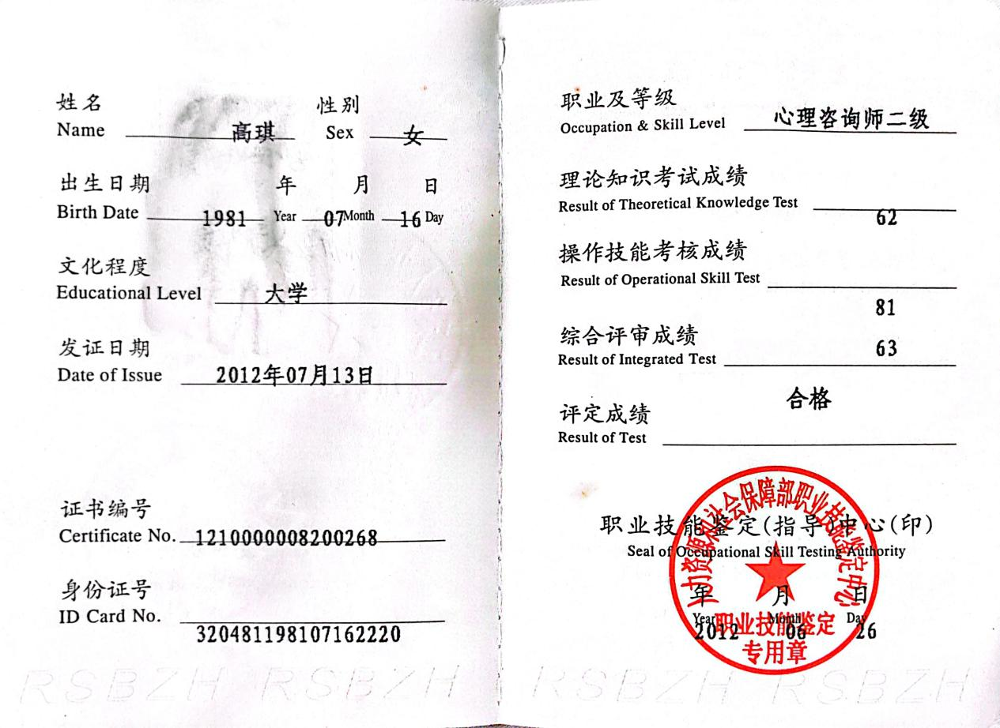 姓名
Name 高琪
性别
Sex 女
出生日期 年 月 日
Birth Date 1981 Year 07 Month 16 Day
文化程度
Educational Level 大学
发证日期
Date of Issue 2012年07月13日
证书编号
Certificate No. 1210000008200268
身份证号
ID Card No.
320481198107162220
RSBZH RSBZH
职业及等级
Occupation & Skill Level 心理咨询师二级
理论知识考试成绩
Result of Theoretical Knowledge Test
62
操作技能考核成绩
Result of Operational Skill Test
81
综合评审成绩
Result of Integrated Test 63
合格
评定成绩
Result of Test
职业技能鉴定(指导)中心(印)
Seal of Occupational Skill Testing Authority
年 月 日
Year Month Day
2012 06 26
人力资源和社会保障部职业技能鉴定中心
职业技能鉴定
专用章
RSBZH RSBZH